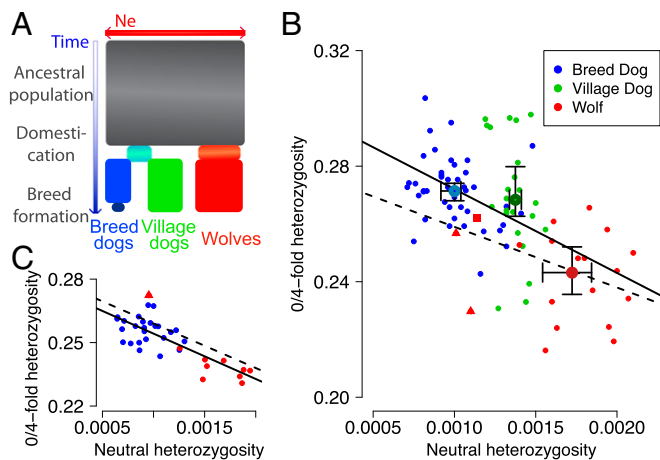 A
Ne
Time
Ancestral
population
Domesti-
cation
Breed
formation
Breed
dogs
Village
dogs
Wolves
B
0.32
0.28
0.24
0.20
0/4-fold heterozygosity
Breed Dog
Village Dog
Wolf
0.0005
0.0010
0.0015
0.0020
Neutral heterozygosity
C
0.28
0.25
0.22
0/4-fold heterozygosity
0.0005
0.0015
Neutral heterozygosity